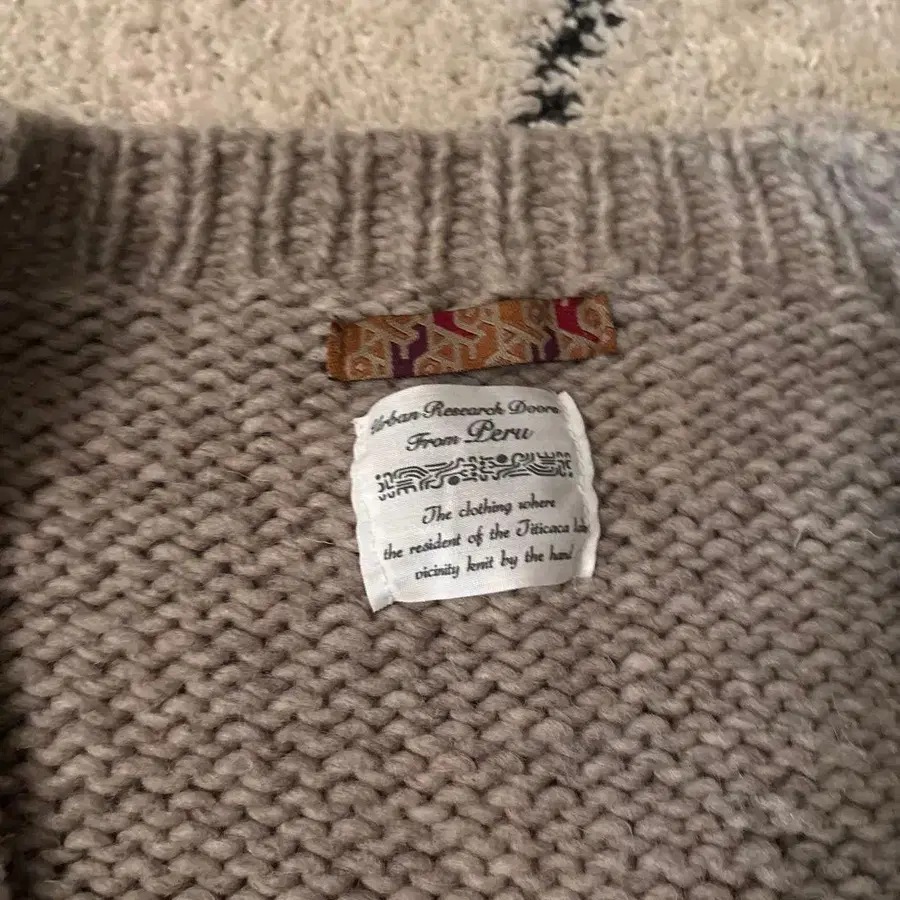 Urban Research Doors
From Peru
The clothing where
the resident of the Titicaca lake
vicinity knit by the hand